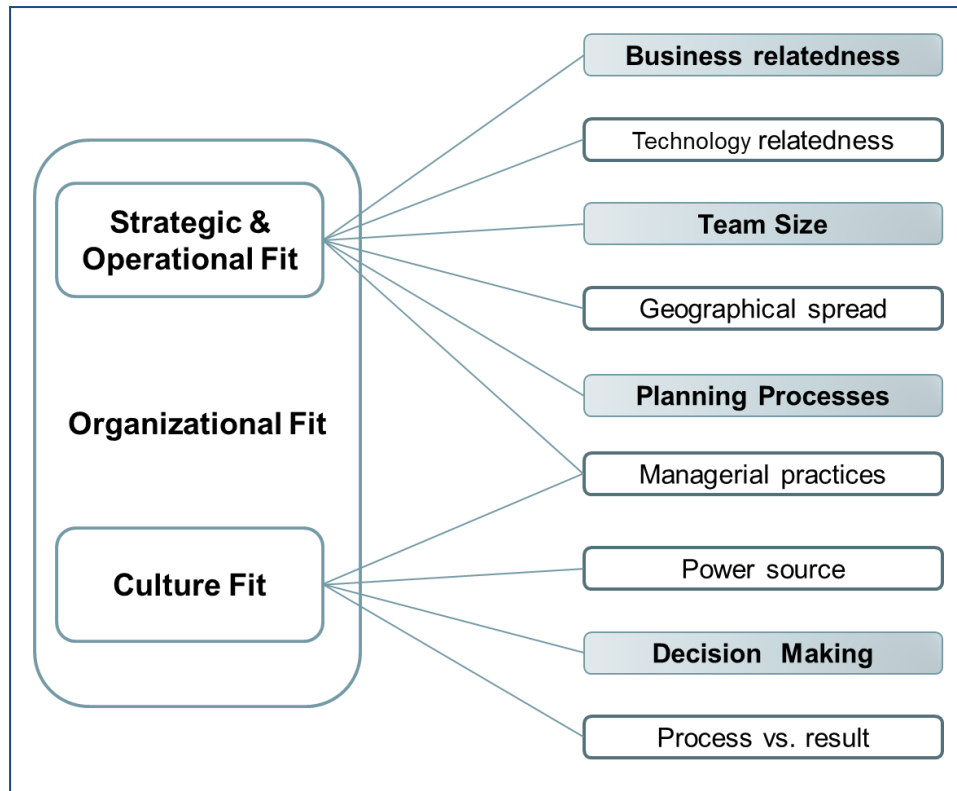 Business relatedness
Technology relatedness
Strategic &
Operational Fit
Team Size
Geographical spread
Planning Processes
Organizational Fit
Managerial practices
Culture Fit
Power source
Decision Making
Process vs. result